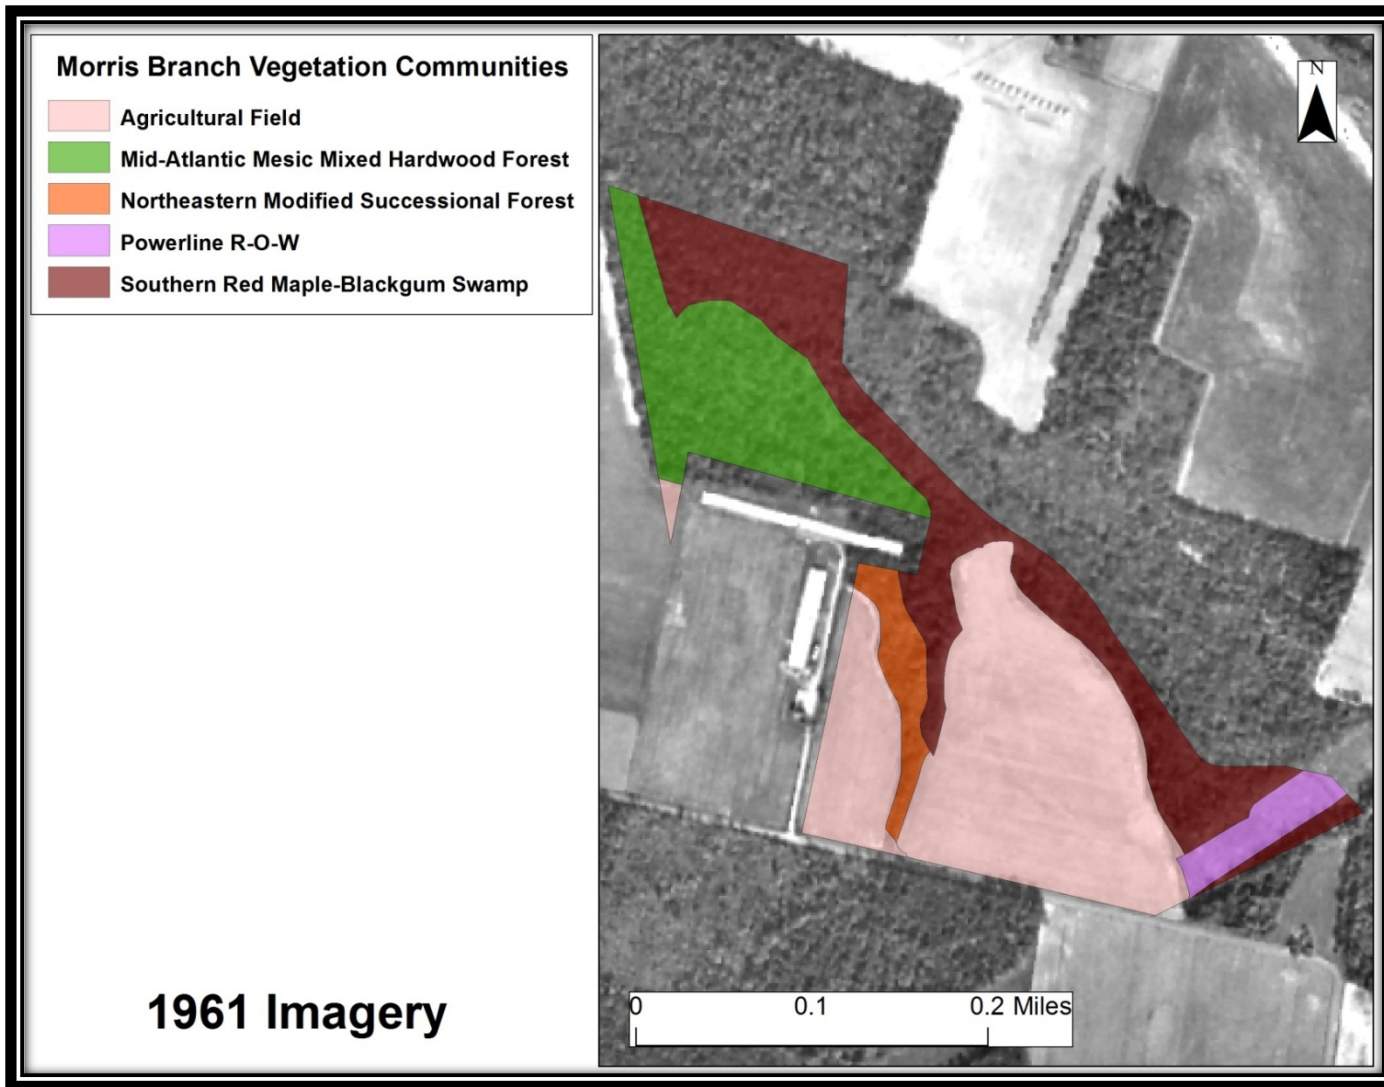 Morris Branch Vegetation Communities
Agricultural Field
Mid-Atlantic Mesic Mixed Hardwood Forest
Northeastern Modified Successional Forest
Powerline R-O-W
Southern Red Maple-Blackgum Swamp
N
1961 Imagery
0 0.1 0.2 Miles